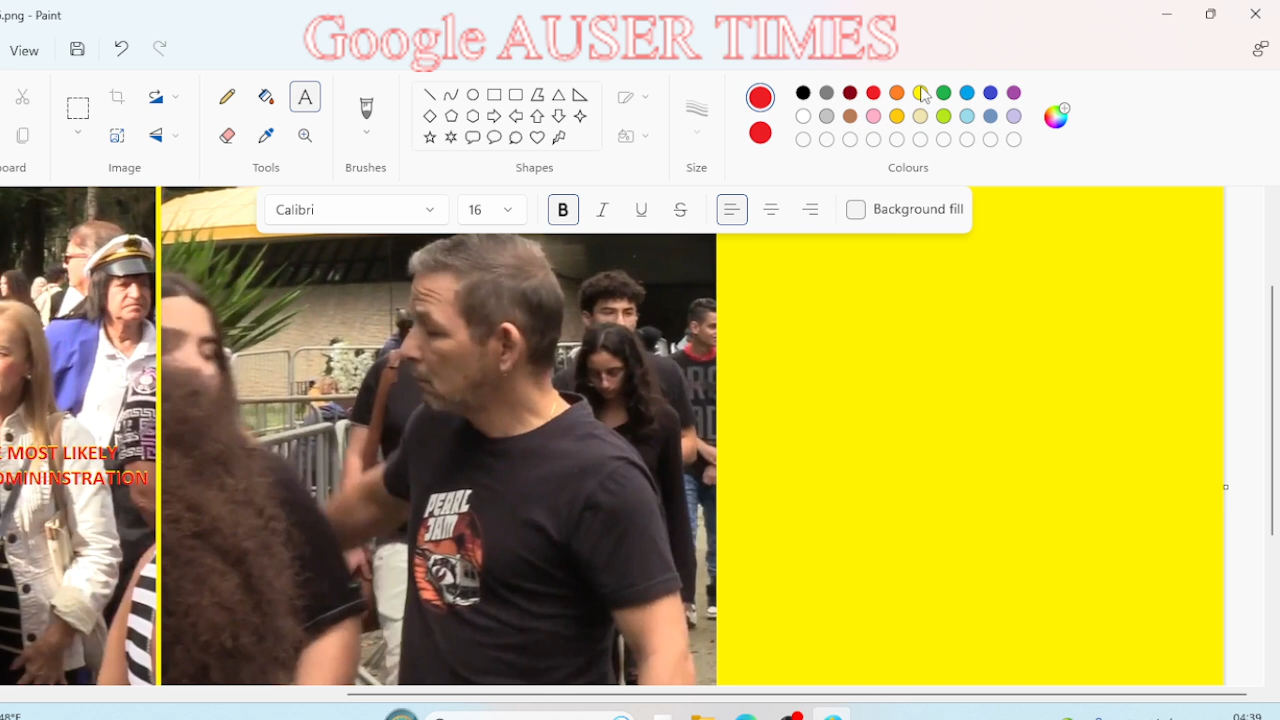 .png - Paint
Google AUSER TIMES
View
Image
Tools
Brushes
Shapes
Size
Colours
oard
Calibri
16
B
I
U
S
Background fill
MOST LIKELY
OMININSTRATION
PEARL
JAM
48°F
04:39